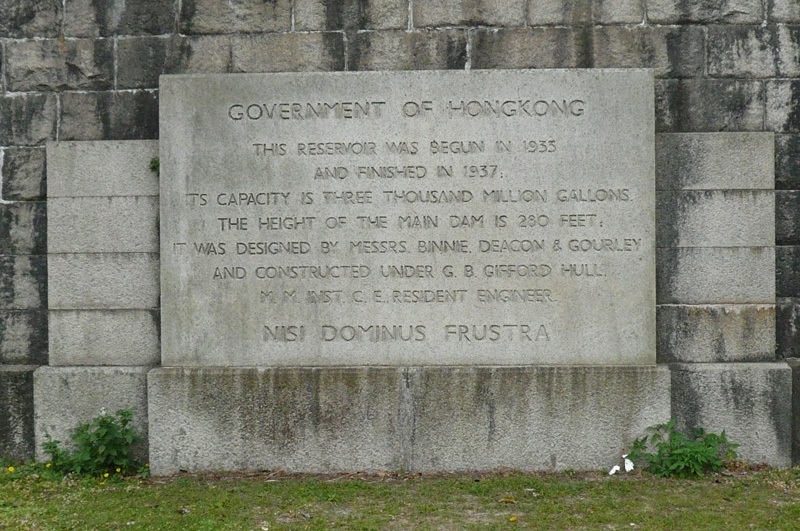 GOVERNMENT OF HONGKONG
THIS RESERVOIR WAS BEGUN IN 1933
AND FINISHED IN 1937:
ITS CAPACITY IS THREE THOUSAND MILLION GALLONS.
THE HEIGHT OF THE MAIN DAM IS 280 FEET:
IT WAS DESIGNED BY MESSRS. BINNIE, DEACON & GOURLEY
AND CONSTRUCTED UNDER G. B. GIFFORD HULL,
M. M. INST. C. E., RESIDENT ENGINEER.
NISI DOMINUS FRUSTRA